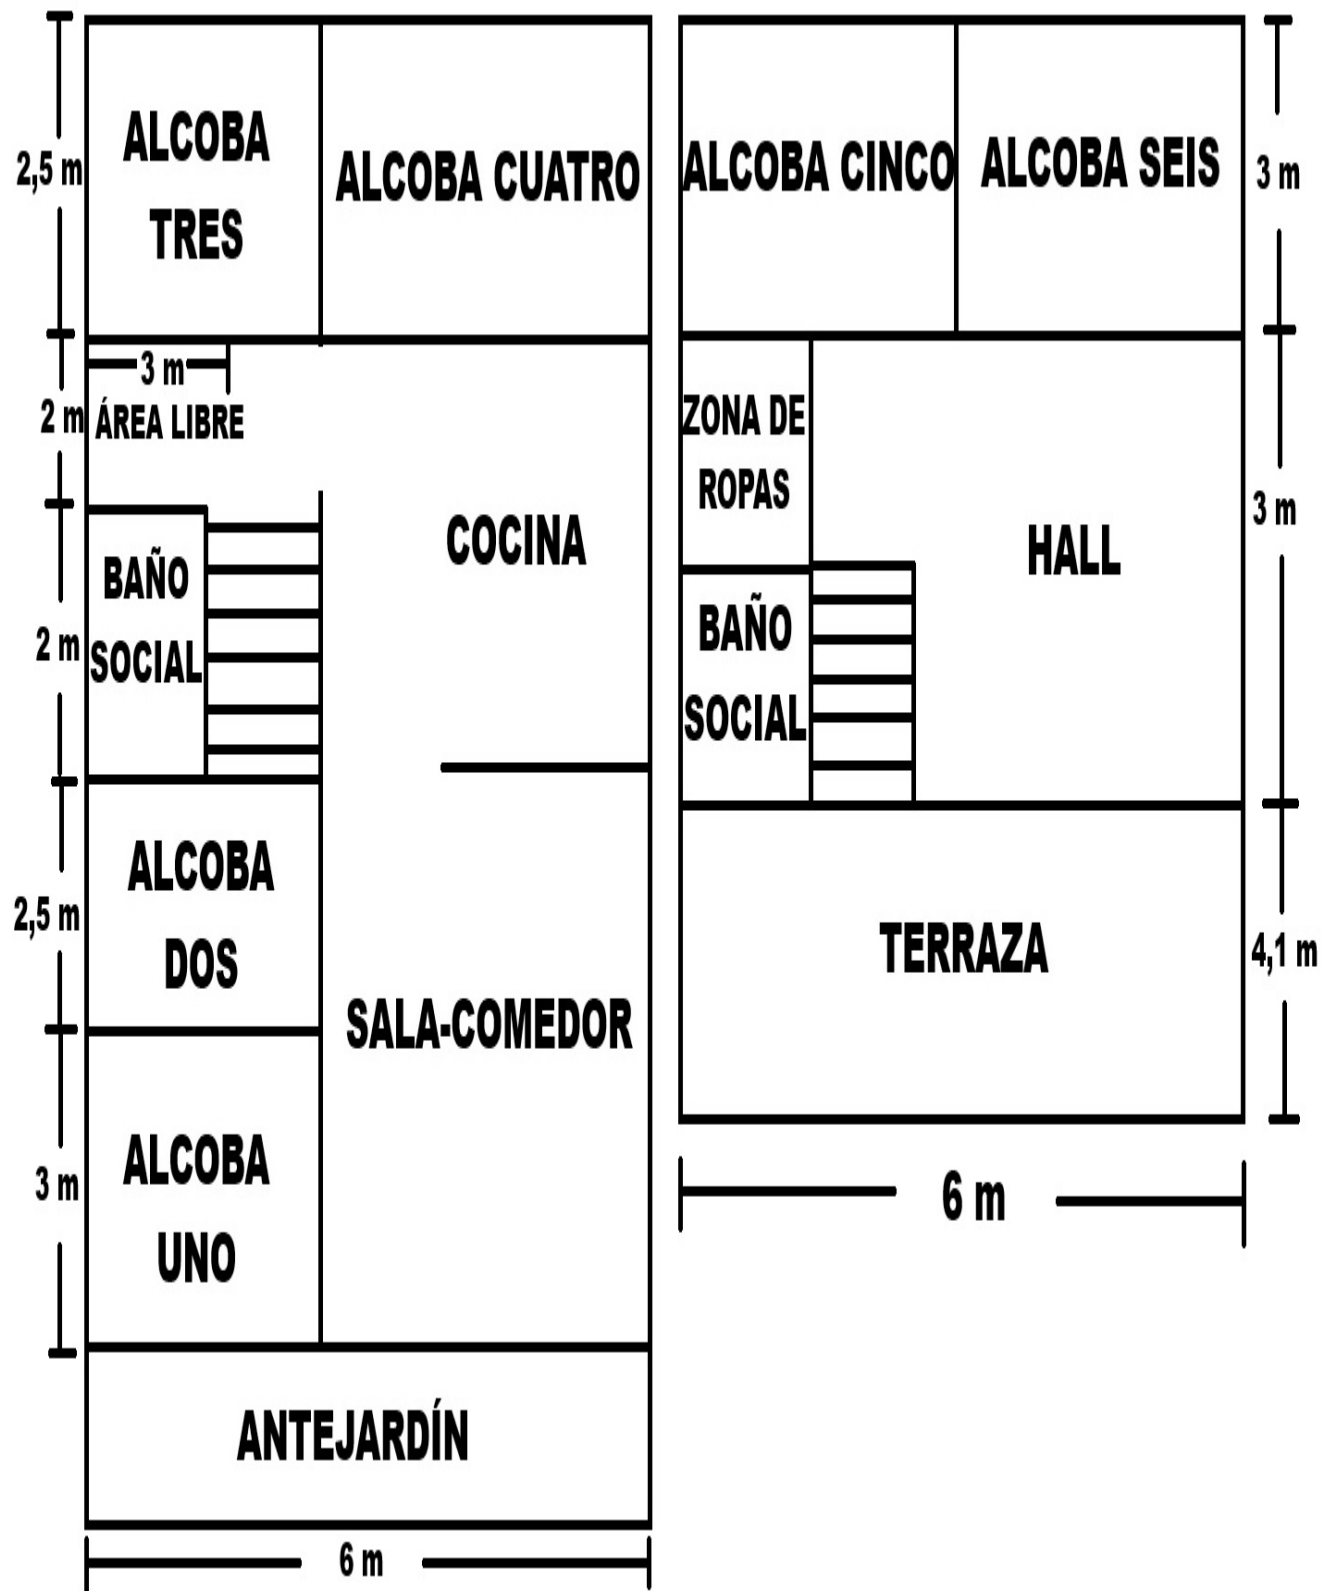 2,5 m
ALCOBA
TRES
ALCOBA CUATRO
3 m
2 m
ÁREA LIBRE
COCINA
2 m
BAÑO
SOCIAL
2,5 m
ALCOBA
DOS
SALA-COMEDOR
3 m
ALCOBA
UNO
ANTEJARDÍN
6 m
ALCOBA CINCO
ALCOBA SEIS
3 m
ZONA DE
ROPAS
HALL
3 m
BAÑO
SOCIAL
TERRAZA
4,1 m
6 m